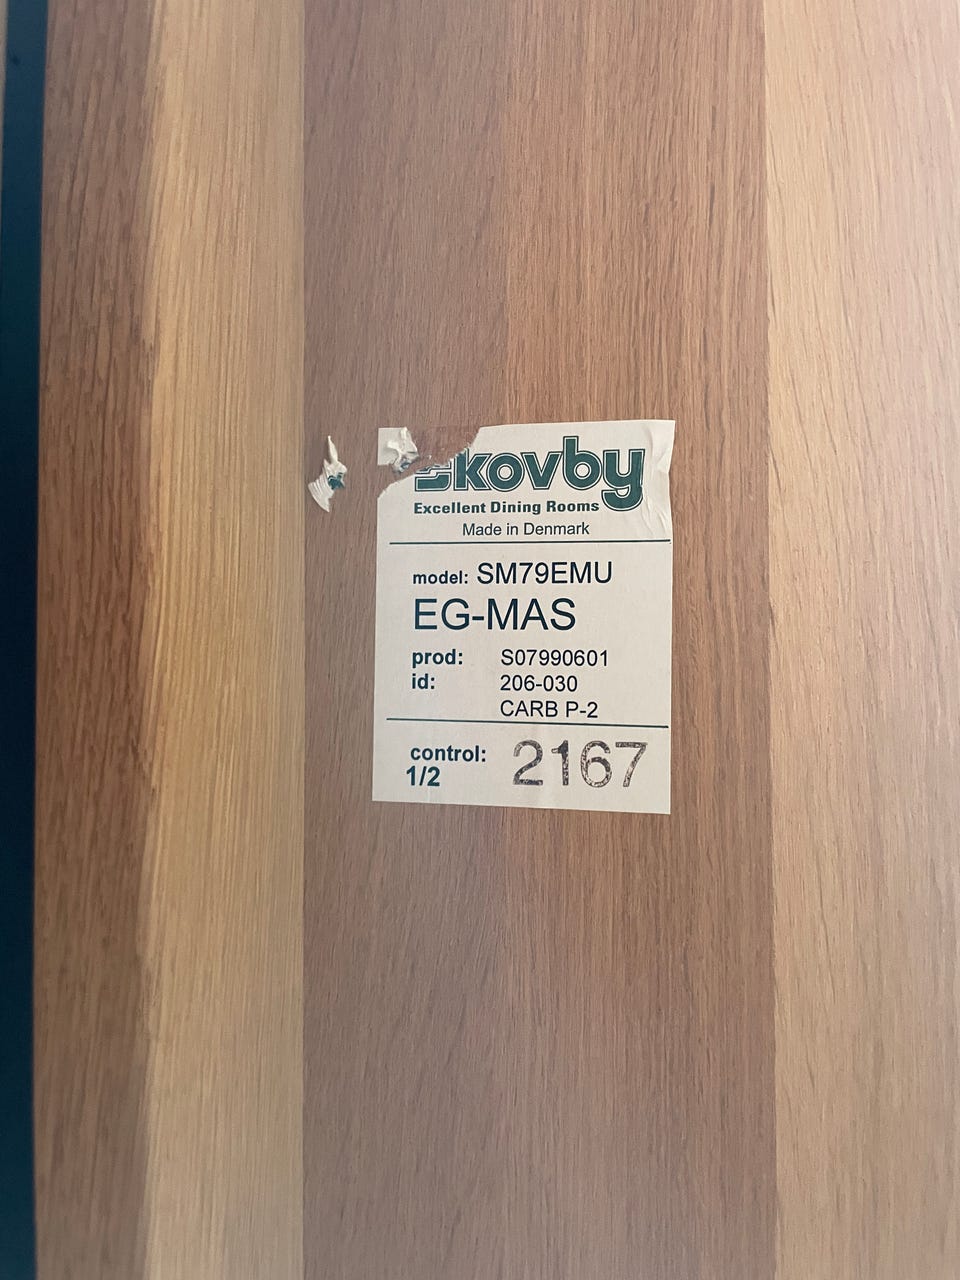 Skovby
Excellent Dining Rooms
Made in Denmark
model: SM79EMU
EG-MAS
prod: S07990601
id: 206-030
CARB P-2
control: 2167
1/2